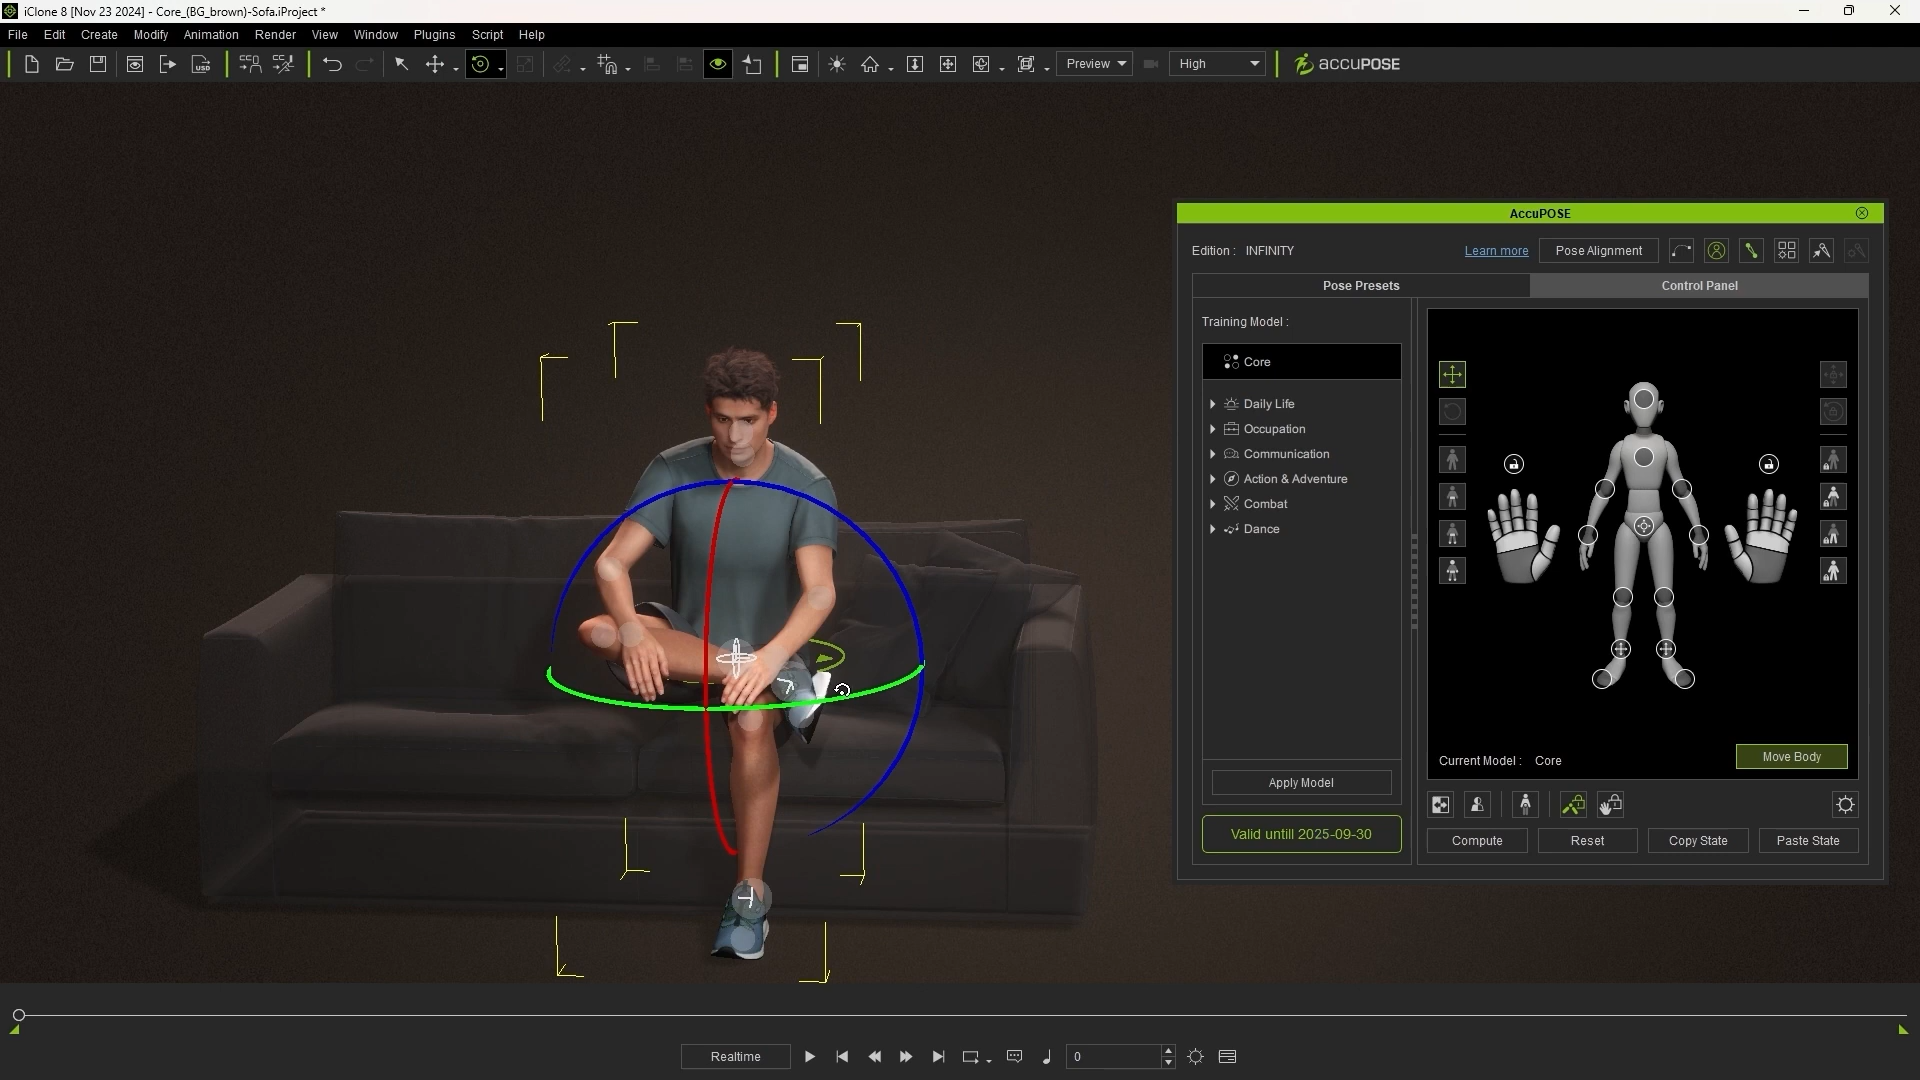 iClone 8 [Nov 23 2024] - Core_(BG_brown)-Sofa.iProject *
File Edit Create Modify Animation Render View Window Plugins Script Help
USD Preview High ACCUPOSE
AccuPOSE
Edition : INFINITY Learn more Pose Alignment
Pose Presets Control Panel
Training Model :
Core
Daily Life
Occupation
Communication
Action & Adventure
Combat
Dance
Current Model : Core Move Body
Apply Model
Valid untill 2025-09-30
Compute Reset Copy State Paste State
Realtime 0